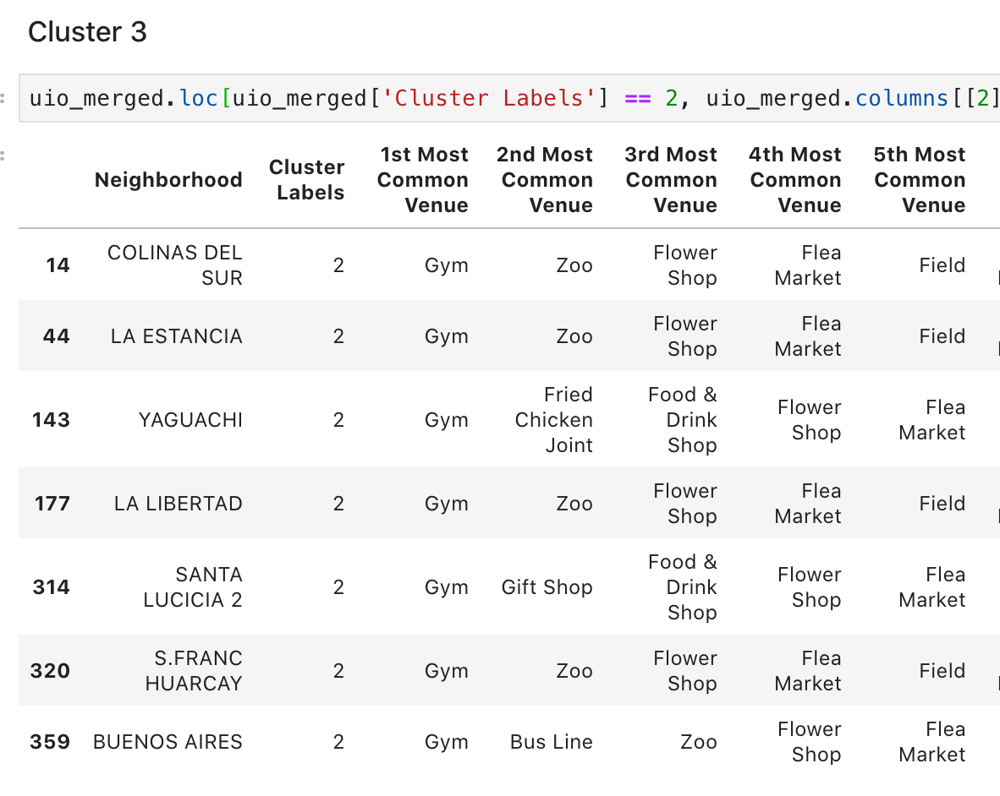 Cluster 3
uio_merged.loc[uio_merged['Cluster Labels'] == 2, uio_merged.columns[[2]
Neighborhood Cluster Labels 1st Most Common Venue 2nd Most Common Venue 3rd Most Common Venue 4th Most Common Venue 5th Most Common Venue
14 COLINAS DEL SUR 2 Gym Zoo Flower Shop Flea Market Field
44 LA ESTANCIA 2 Gym Zoo Flower Shop Flea Market Field
143 YAGUACHI 2 Gym Fried Chicken Joint Food & Drink Shop Flower Shop Flea Market
177 LA LIBERTAD 2 Gym Zoo Flower Shop Flea Market Field
314 SANTA LUCICIA 2 2 Gym Gift Shop Food & Drink Shop Flower Shop Flea Market
320 S.FRANC HUARCAY 2 Gym Zoo Flower Shop Flea Market Field
359 BUENOS AIRES 2 Gym Bus Line Zoo Flower Shop Flea Market